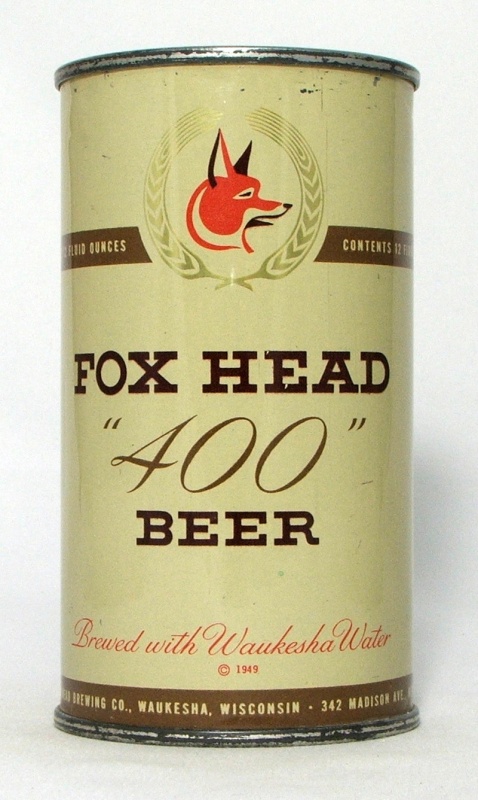 FLUID OUNCES
CONTENTS 12
FOX HEAD
"400"
BEER
Brewed with Waukesha Water
© 1949
BREWING CO., WAUKESHA, WISCONSIN · 342 MADISON AVE.,